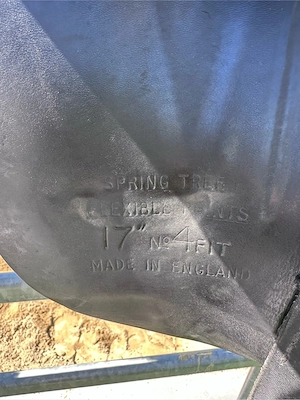 SPRING TREE
FLEXIBLE POINTS
17" No 4 FIT
MADE IN ENGLAND